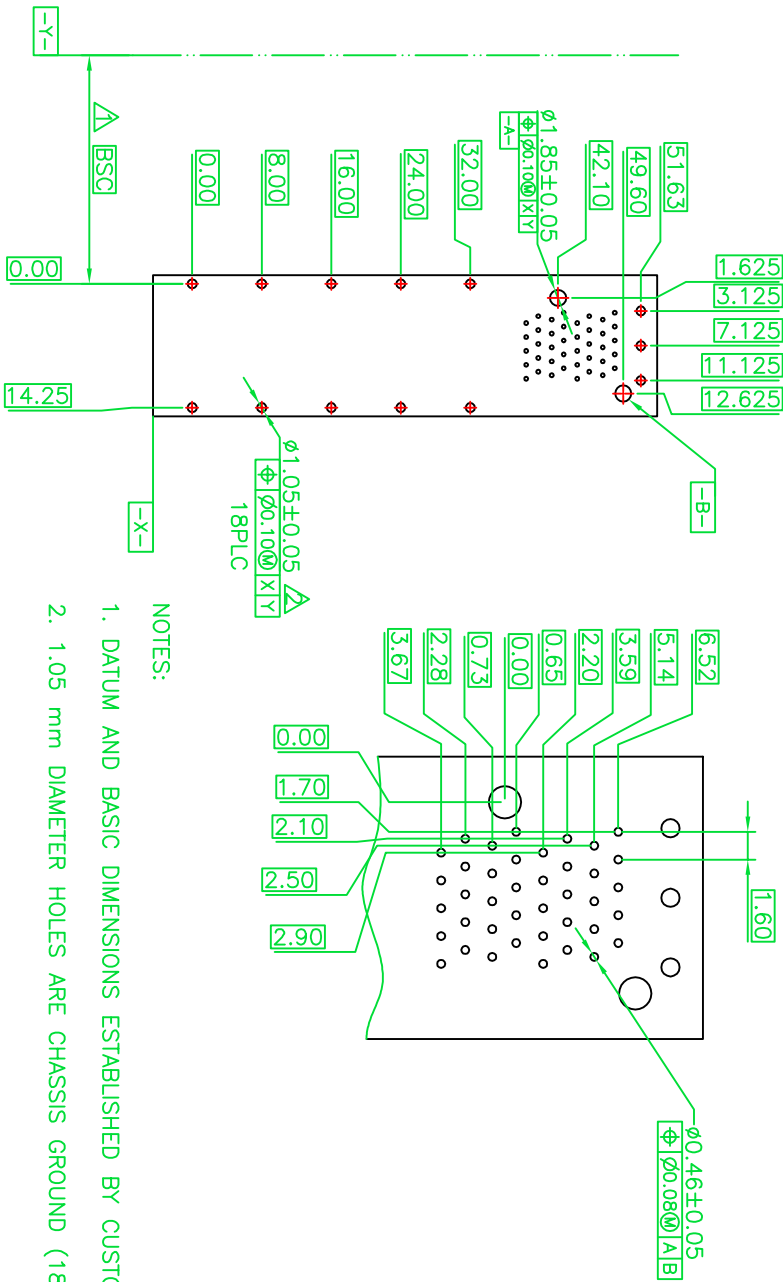 -Y-
1
BSC
0.00
8.00
16.00
24.00
32.00
0.00
14.25
Ø1.85±0.05
⌖ Ø0.10Ⓜ X Y
-A-
42.10
49.60
51.63
1.625
3.125
7.125
11.125
12.625
-B-
-X-
Ø1.05±0.05
2
⌖ Ø0.10Ⓜ X Y
18PLC
6.52
5.14
3.59
2.20
0.65
0.00
0.73
2.28
3.67
0.00
1.70
2.10
2.50
2.90
1.60
Ø0.46±0.05
⌖ Ø0.08Ⓜ A B
NOTES:
1. DATUM AND BASIC DIMENSIONS ESTABLISHED BY CUSTO
2. 1.05 mm DIAMETER HOLES ARE CHASSIS GROUND (18